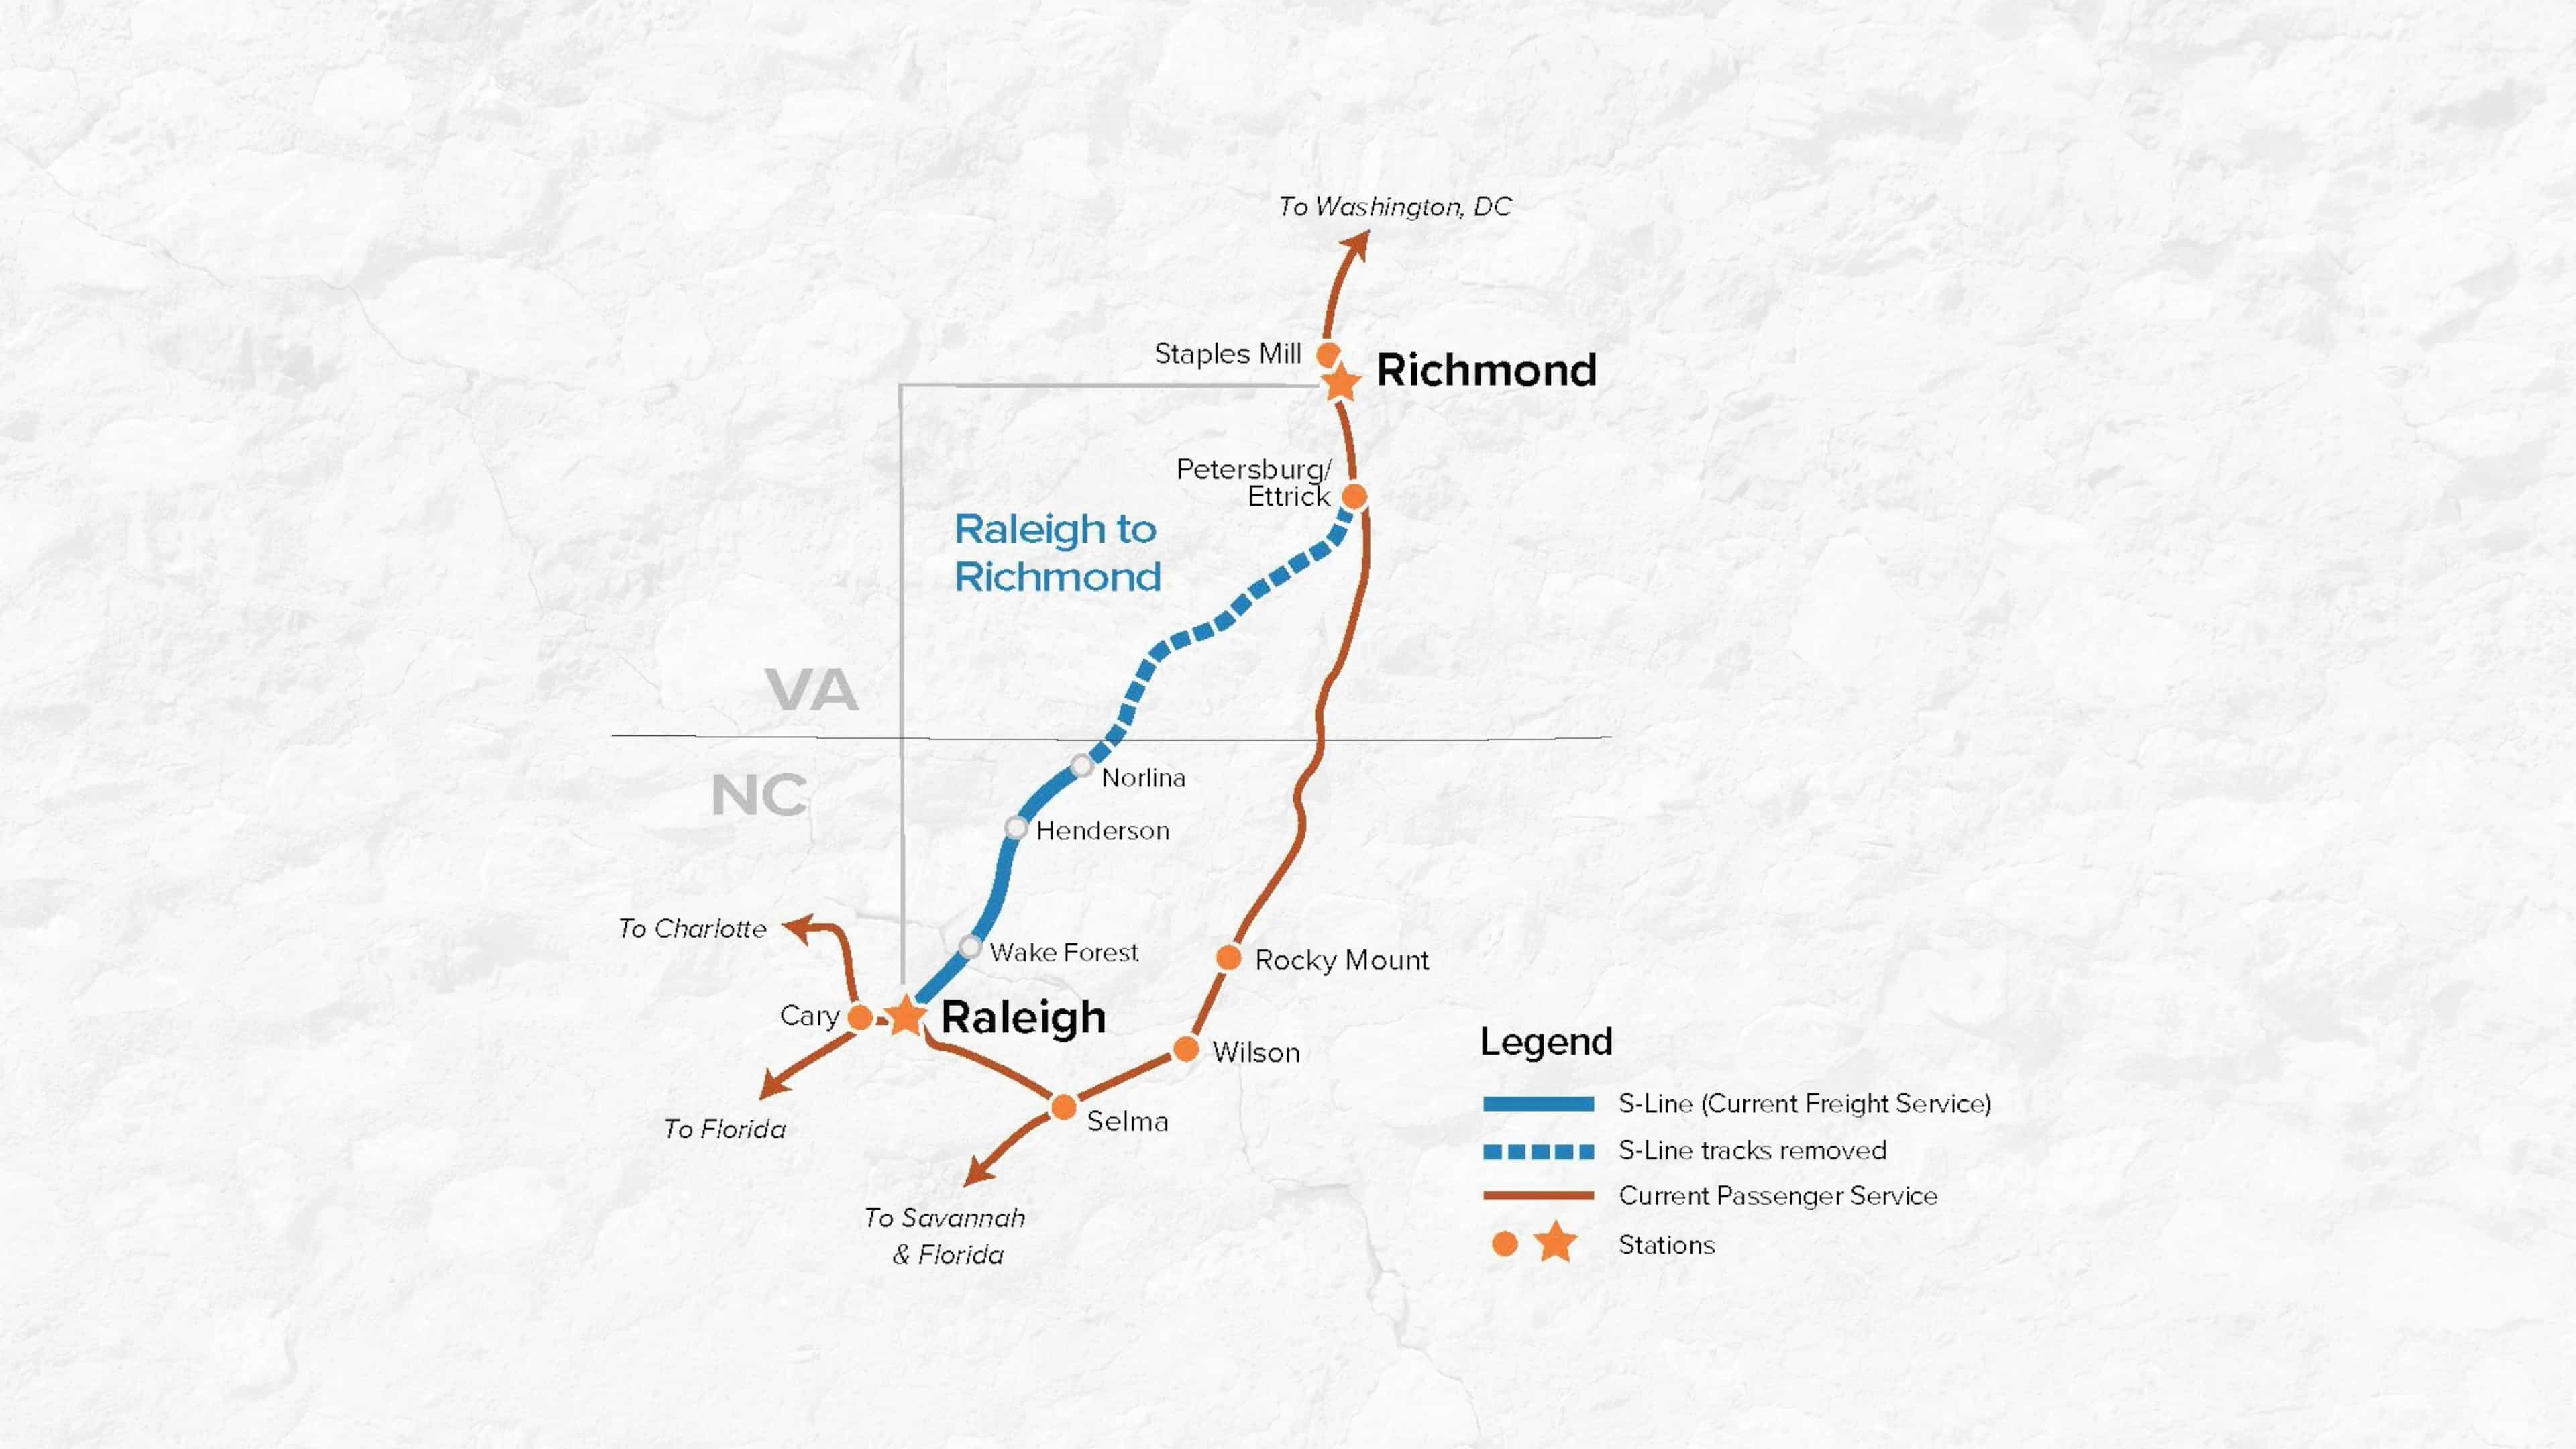 To Washington, DC
Staples Mill
Richmond
Petersburg/
Ettrick
Raleigh to
Richmond
VA
NC
Norlina
Henderson
To Charlotte
Wake Forest
Rocky Mount
Cary
Raleigh
Wilson
To Florida
Selma
To Savannah
& Florida
Legend
S-Line (Current Freight Service)
S-Line tracks removed
Current Passenger Service
Stations